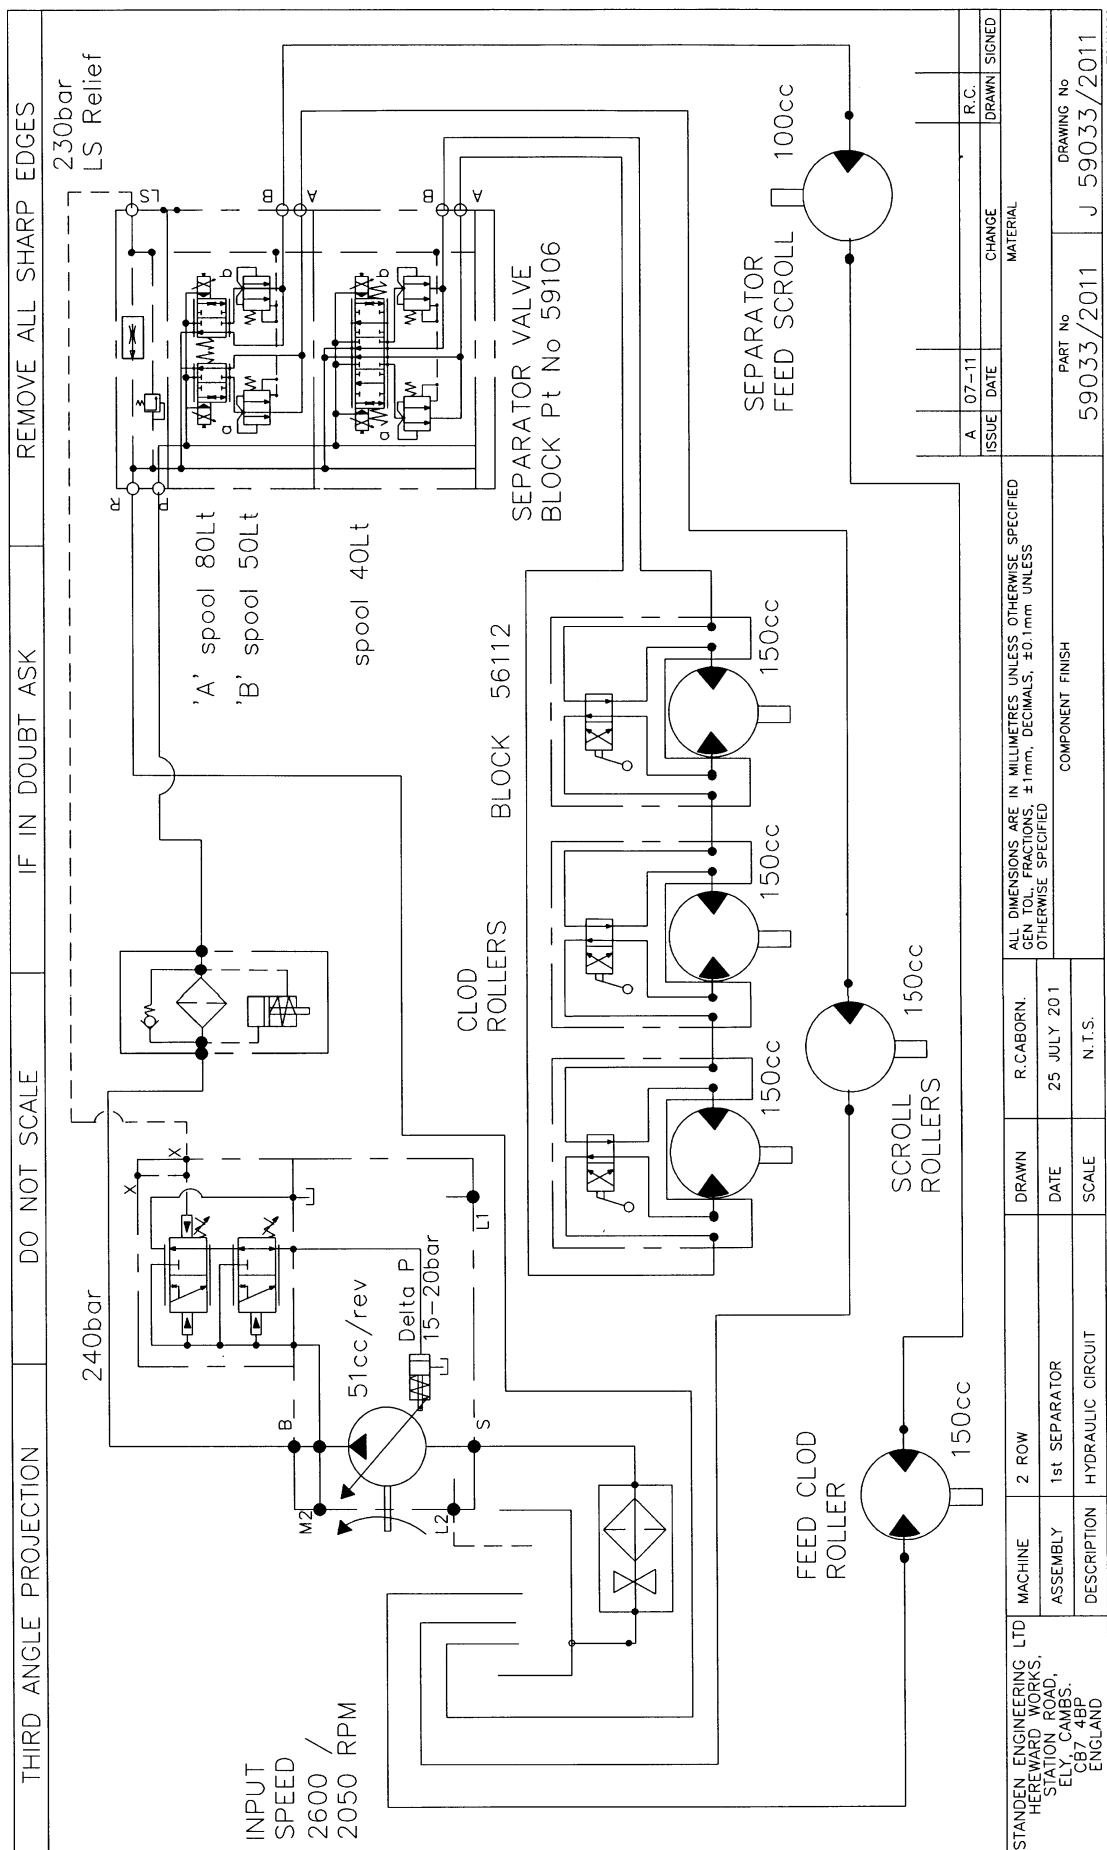 THIRD ANGLE PROJECTION
DO NOT SCALE
IF IN DOUBT ASK
REMOVE ALL SHARP EDGES
230bar
LS Relief
240bar
X
X
R
P
LS
B
A
B
A
a
b
a
b
'A' spool 80Lt
'B' spool 50Lt
spool 40Lt
SEPARATOR VALVE
BLOCK Pt No 59106
INPUT
SPEED
2600 /
2050 RPM
M2
B
L2
S
L1
51cc/rev
Delta P
15-20bar
CLOD
ROLLERS
BLOCK 56112
150cc
150cc
150cc
SEPARATOR
FEED SCROLL 100cc
SCROLL
ROLLERS
150cc
FEED CLOD
ROLLER
150cc
STANDEN ENGINEERING LTD
HEREWARD WORKS,
STATION ROAD,
ELY, CAMBS.
CB7 4BP
ENGLAND
MACHINE 2 ROW
ASSEMBLY 1st SEPARATOR
DESCRIPTION HYDRAULIC CIRCUIT
DRAWN R.CABORN.
DATE 25 JULY 201
SCALE N.T.S.
ALL DIMENSIONS ARE IN MILLIMETRES UNLESS OTHERWISE SPECIFIED
GEN TOL, FRACTIONS, ±1mm, DECIMALS, ±0.1mm UNLESS
OTHERWISE SPECIFIED
COMPONENT FINISH
A 07-11 R.C.
ISSUE DATE CHANGE DRAWN SIGNED
MATERIAL
PART No
59033/2011
DRAWING No
J 59033/2011